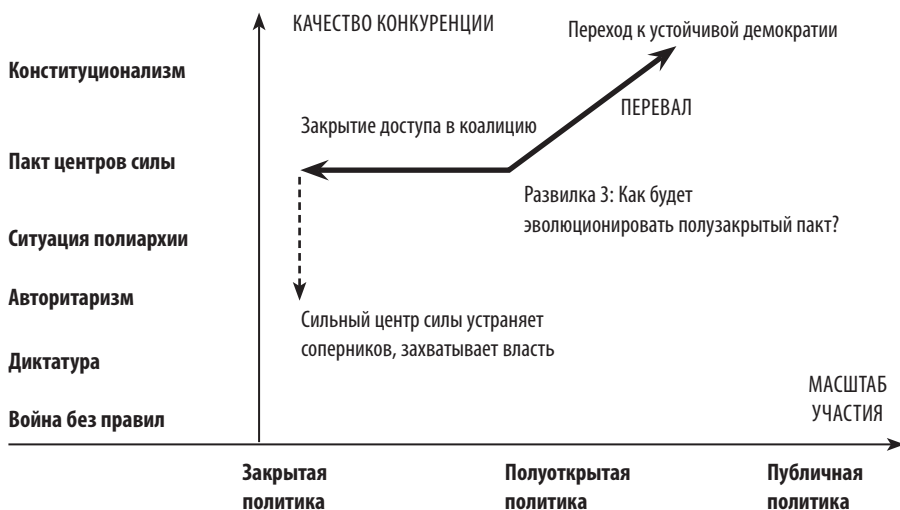 КАЧЕСТВО КОНКУРЕНЦИИ
Переход к устойчивой демократии
Конституционализм
ПЕРЕВАЛ
Закрытие доступа в коалицию
Пакт центров силы
Развилка 3: Как будет
эволюционировать полузакрытый пакт?
Ситуация полиархии
Авторитаризм
Сильный центр силы устраняет
соперников, захватывает власть
Диктатура
МАСШТАБ
УЧАСТИЯ
Война без правил
Закрытая
политика
Полуоткрытая
политика
Публичная
политика